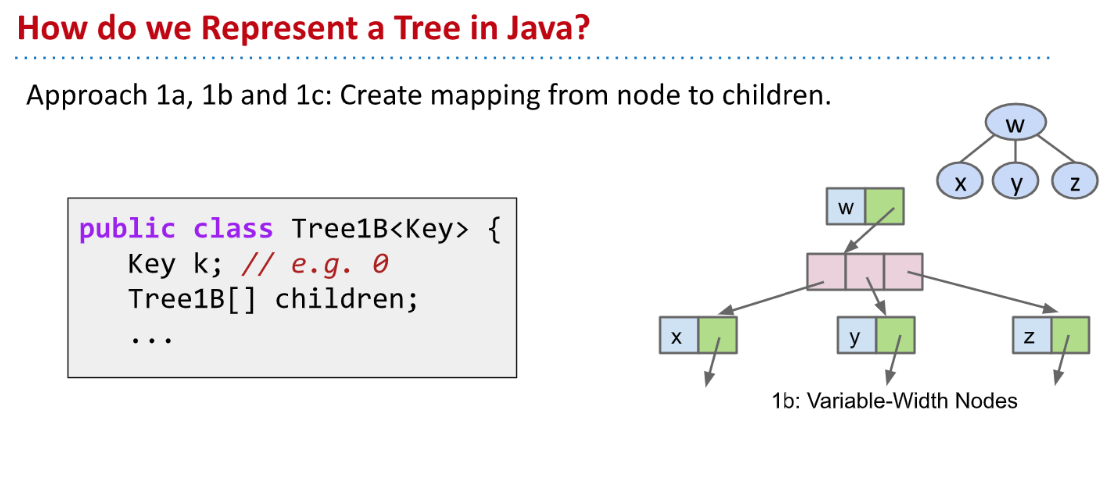 How do we Represent a Tree in Java?
Approach 1a, 1b and 1c: Create mapping from node to children.
w
x y z
public class Tree1B<Key> {
Key k; // e.g. 0
Tree1B[] children;
...
w
x y z
1b: Variable-Width Nodes